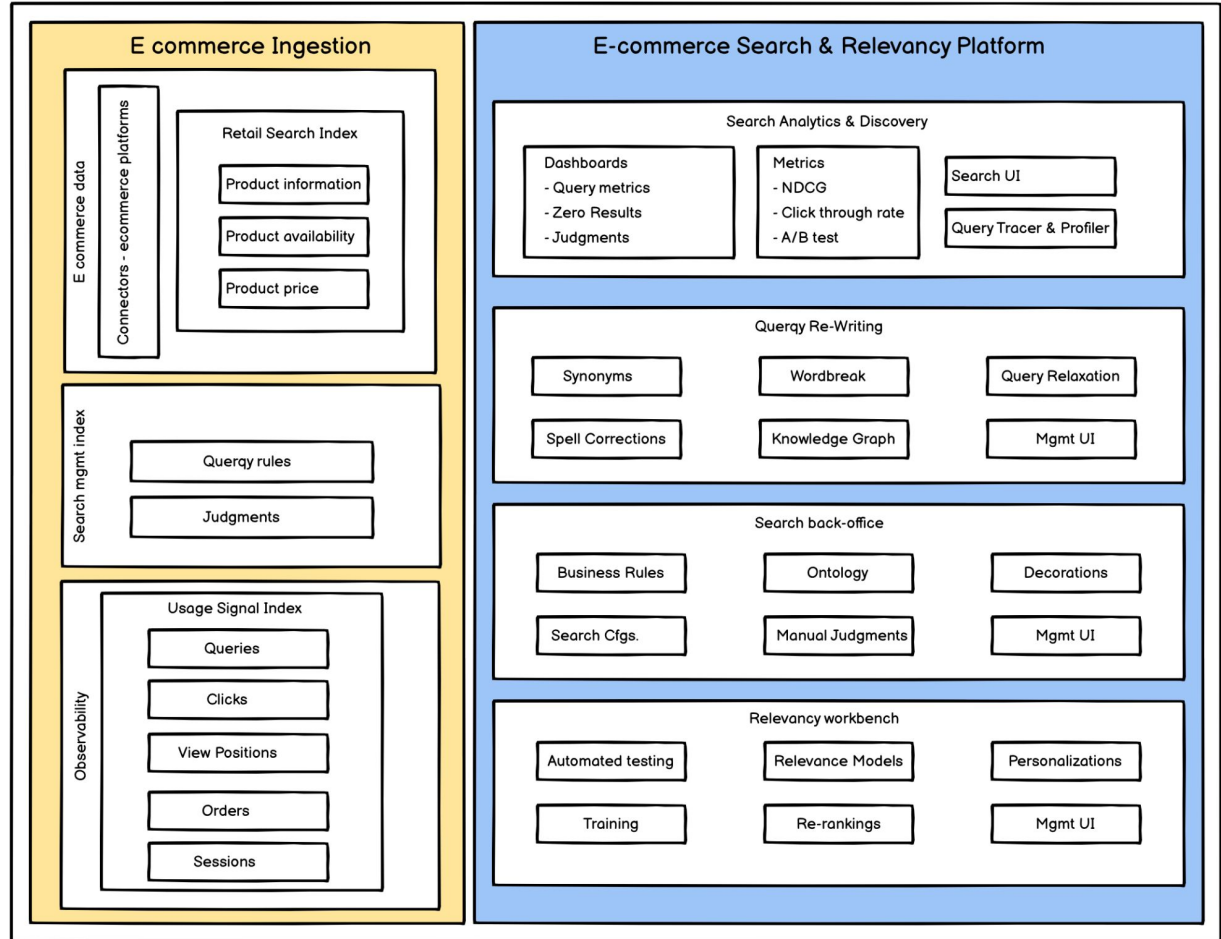 E commerce Ingestion
E commerce data
Connectors - ecommerce platforms
Retail Search Index
Product information
Product availability
Product price
Search mgmt index
Querqy rules
Judgments
Observability
Usage Signal Index
Queries
Clicks
View Positions
Orders
Sessions
E-commerce Search & Relevancy Platform
Search Analytics & Discovery
Dashboards
- Query metrics
- Zero Results
- Judgments
Metrics
- NDCG
- Click through rate
- A/B test
Search UI
Query Tracer & Profiler
Querqy Re-Writing
Synonyms
Wordbreak
Query Relaxation
Spell Corrections
Knowledge Graph
Mgmt UI
Search back-office
Business Rules
Ontology
Decorations
Search Cfgs.
Manual Judgments
Mgmt UI
Relevancy workbench
Automated testing
Relevance Models
Personalizations
Training
Re-rankings
Mgmt UI